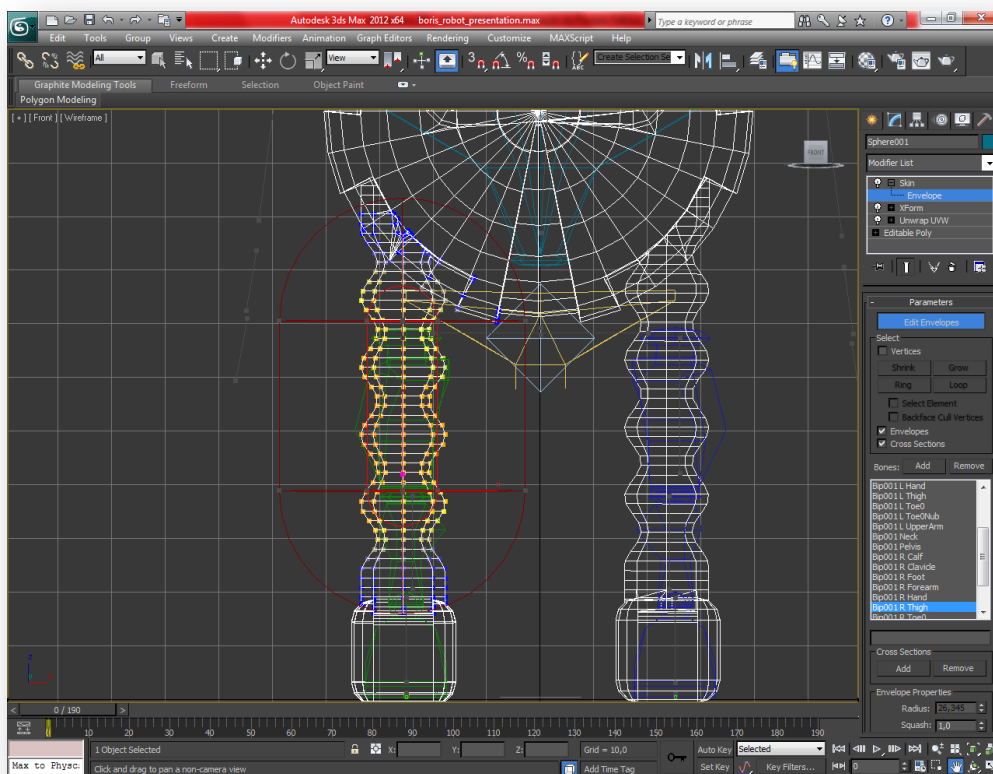 Autodesk 3ds Max 2012 x64 boris_robot_presentation.max
Type a keyword or phrase
Edit Tools Group Views Create Modifiers Animation Graph Editors Rendering Customize MAXScript Help
All
View
3
Create Selection Se
Graphite Modeling Tools Freeform Selection Object Paint
Polygon Modeling
[ + ] [ Front ] [ Wireframe ]
FRONT
Sphere001
Modifier List
Skin
Envelope
XForm
Unwrap UVW
Editable Poly
Parameters
Edit Envelopes
Select
Vertices
Shrink Grow
Ring Loop
Select Element
Backface Cull Vertices
Envelopes
Cross Sections
Bones: Add Remove
Bip001 L Hand
Bip001 L Thigh
Bip001 L Toe0
Bip001 L Toe0Nub
Bip001 L UpperArm
Bip001 Neck
Bip001 Pelvis
Bip001 R Calf
Bip001 R Clavicle
Bip001 R Foot
Bip001 R Forearm
Bip001 R Hand
Bip001 R Thigh
Bip001 R Toe0
Cross Sections
Add Remove
Envelope Properties
Radius: 26,345
Squash: 1,0
z
0 / 190
0 10 20 30 40 50 60 70 80 90 100 110 120 130 140 150 160 170 180 190
1 Object Selected X: Y: Z: Grid = 10,0 Auto Key Selected
Max to Physc Click and drag to pan a non-camera view Add Time Tag Set Key Key Filters... 0